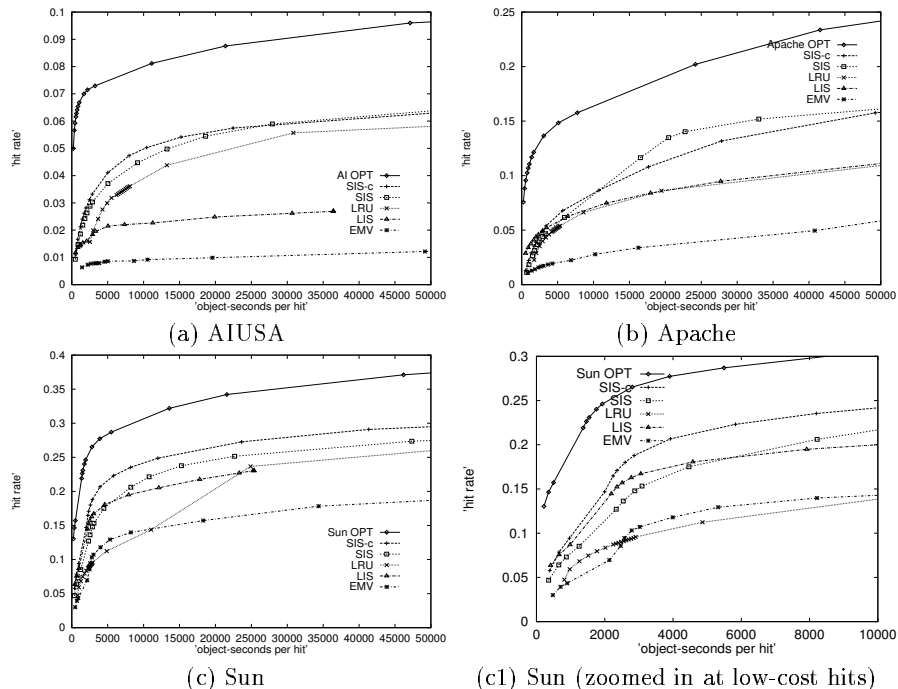 0.1
0.09
0.08
0.07
0.06
0.05
0.04
0.03
0.02
0.01
0
'hit rate'
AI OPT
SIS-c
SIS
LRU
LIS
EMV
0 5000 10000 15000 20000 25000 30000 35000 40000 45000 50000
'object-seconds per hit'
(a) AIUSA
0.25
0.2
0.15
0.1
0.05
0
'hit rate'
Apache OPT
SIS-c
SIS
LRU
LIS
EMV
0 5000 10000 15000 20000 25000 30000 35000 40000 45000 50000
'object-seconds per hit'
(b) Apache
0.4
0.35
0.3
0.25
0.2
0.15
0.1
0.05
0
'hit rate'
Sun OPT
SIS-c
SIS
LRU
LIS
EMV
0 5000 10000 15000 20000 25000 30000 35000 40000 45000 50000
'object-seconds per hit'
(c) Sun
0.3
0.25
0.2
0.15
0.1
0.05
0
'hit rate'
Sun OPT
SIS-c
SIS
LRU
LIS
EMV
0 2000 4000 6000 8000 10000
'object-seconds per hit'
(c1) Sun (zoomed in at low-cost hits)